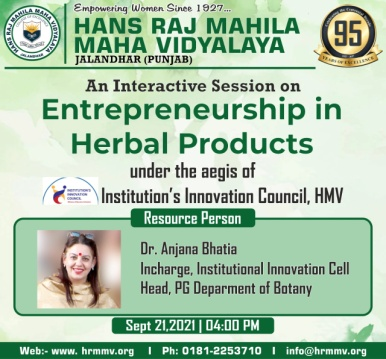 Empowering Women Since 1927...
HANS RAJ MAHILA
MAHA VIDYALAYA
JALANDHAR (PUNJAB)
HANS RAJ MAHILA MAHA VIDYALAYA
95
YEARS OF EXCELLENCE
An Interactive Session on
Entrepreneurship in
Herbal Products
under the aegis of
INSTITUTION'S
INNOVATION
COUNCIL
Institution's Innovation Council, HMV
Resource Person
Dr. Anjana Bhatia
Incharge, Institutional Innovation Cell
Head, PG Deparment of Botany
Sept 21,2021 | 04:00 PM
Web:- www. hrmmv.org | Ph: 0181-2253710 | info@hrmmv.org